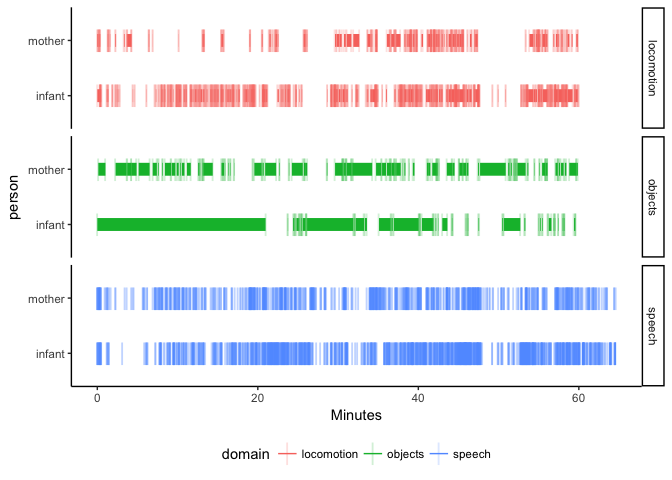 mother
infant
locomotion
mother
infant
objects
mother
infant
speech
person
0 20 40 60
Minutes
domain locomotion objects speech